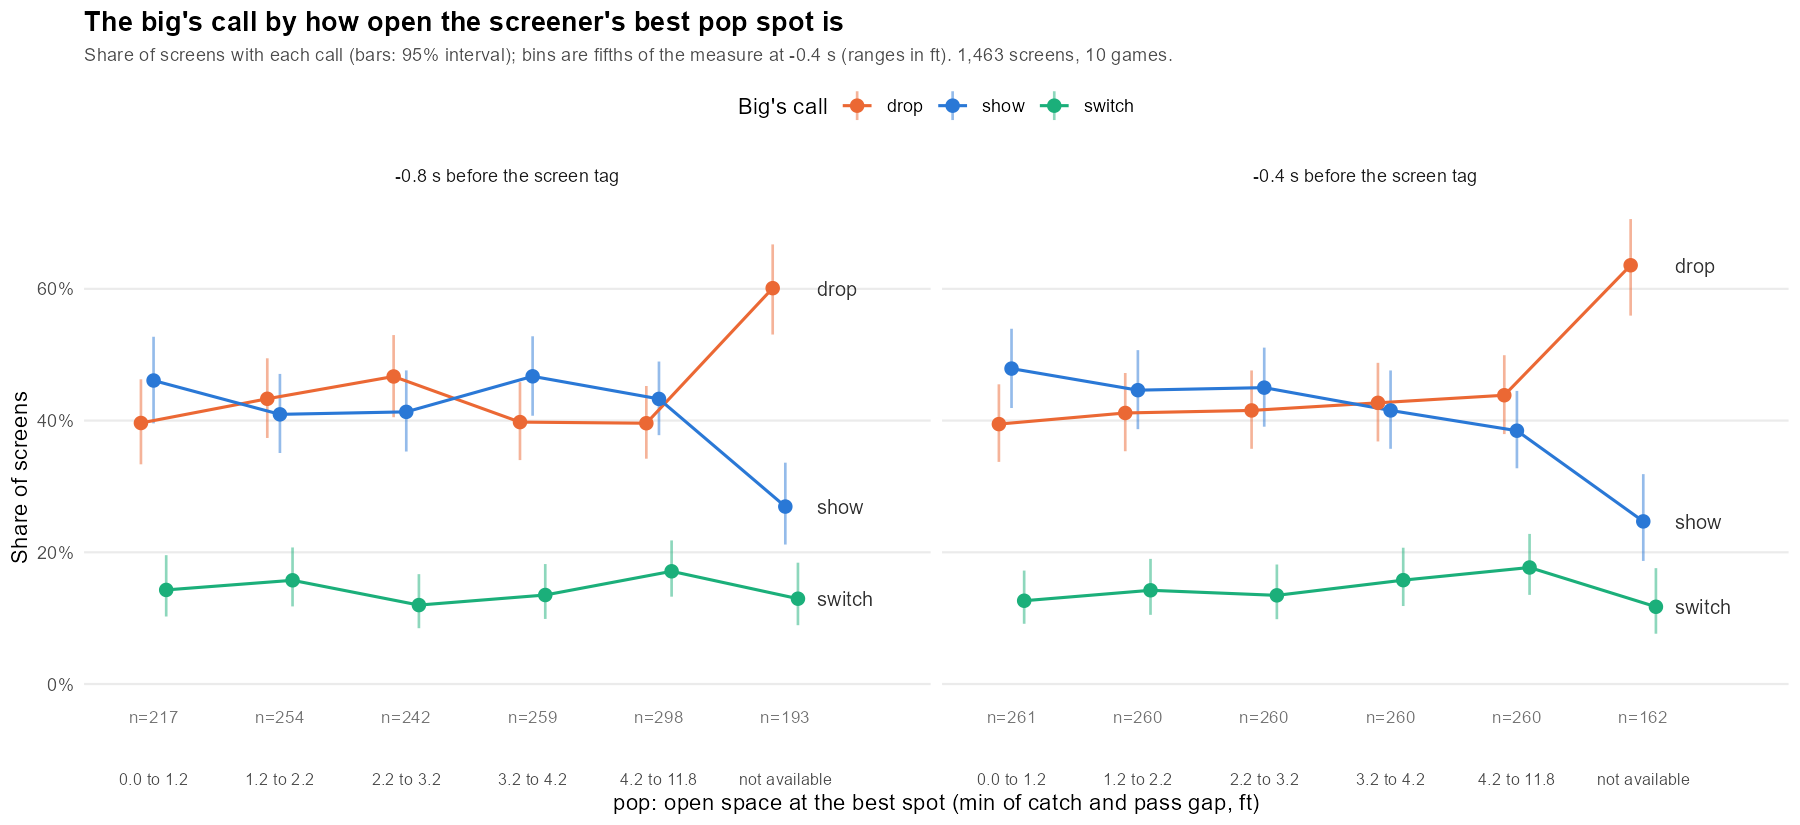 The big's call by how open the screener's best pop spot is
Share of screens with each call (bars: 95% interval); bins are fifths of the measure at -0.4 s (ranges in ft). 1,463 screens, 10 games.
Big's call drop show switch
-0.8 s before the screen tag
-0.4 s before the screen tag
Share of screens
60%
40%
20%
0%
drop
show
switch
drop
show
switch
n=217 n=254 n=242 n=259 n=298 n=193
n=261 n=260 n=260 n=260 n=260 n=162
0.0 to 1.2 1.2 to 2.2 2.2 to 3.2 3.2 to 4.2 4.2 to 11.8 not available
0.0 to 1.2 1.2 to 2.2 2.2 to 3.2 3.2 to 4.2 4.2 to 11.8 not available
pop: open space at the best spot (min of catch and pass gap, ft)